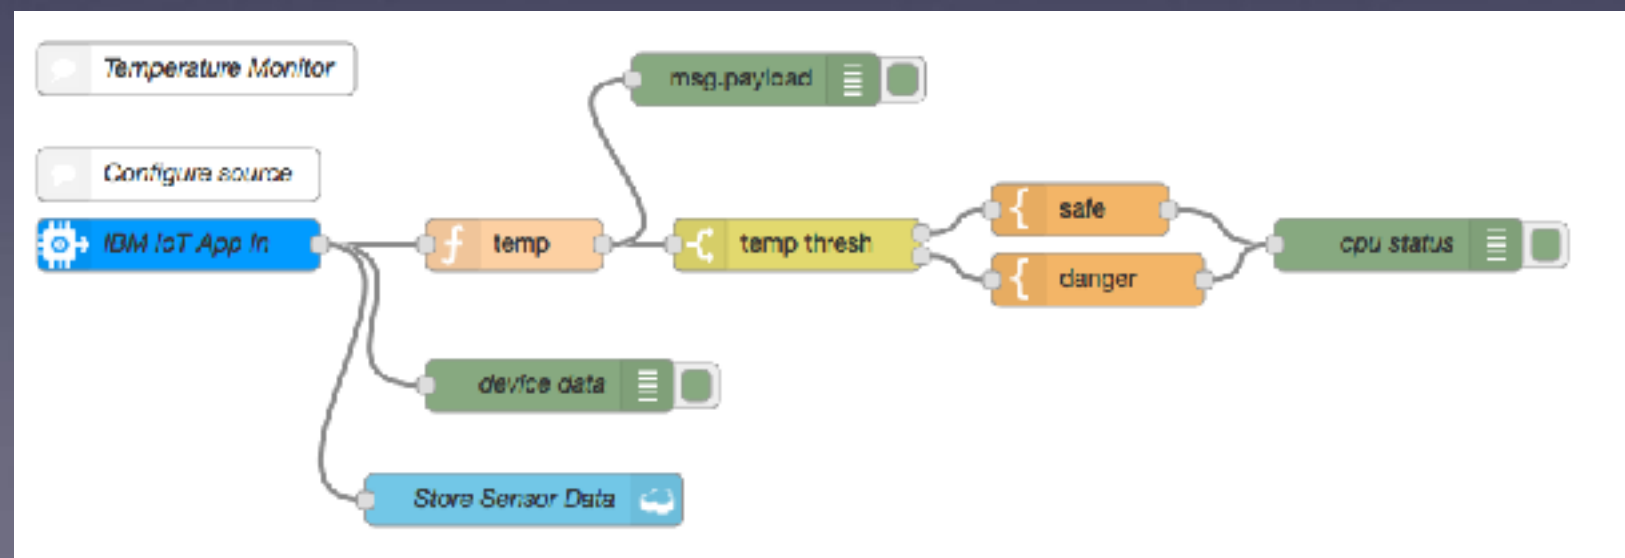 Temperature Monitor
msg.payload
Configure source
safe
IBM IoT App In
temp
temp thresh
cpu status
danger
device data
Store Sensor Data